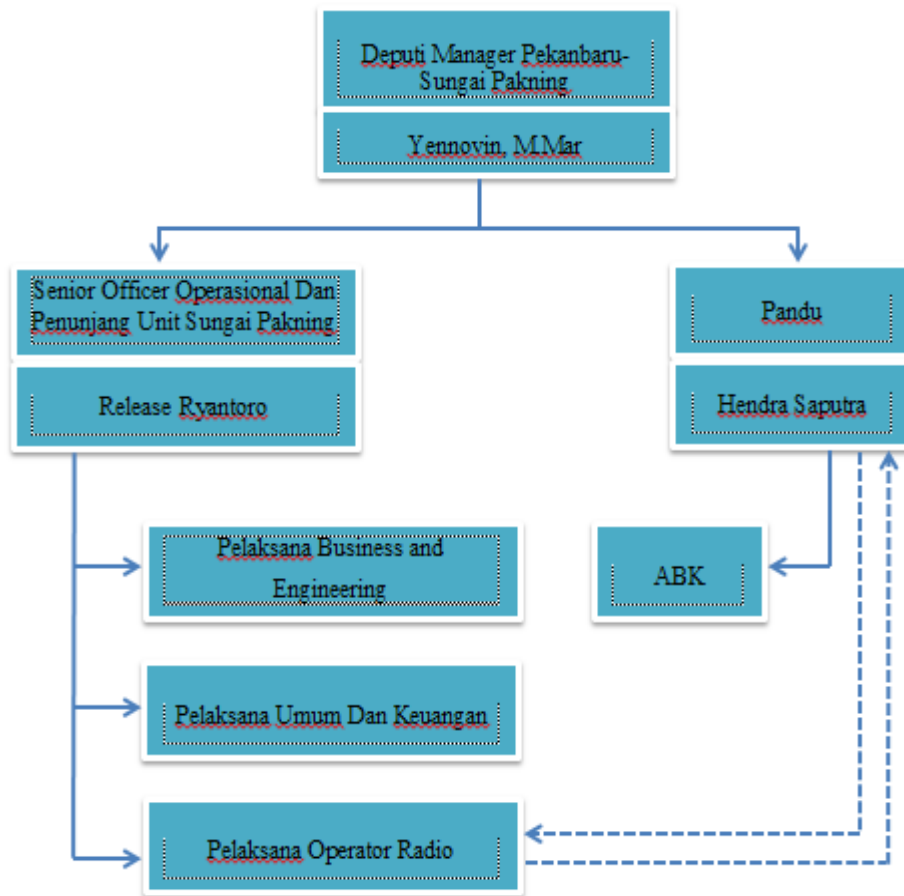 Deputi Manager Pekanbaru-
Sungai Pakning
Yennovin, M.Mar
Senior Officer Operasional Dan
Penunjang Unit Sungai Pakning
Release Ryantoro
Pandu
Hendra Saputra
Pelaksana Business and
Engineering
ABK
Pelaksana Umum Dan Keuangan
Pelaksana Operator Radio